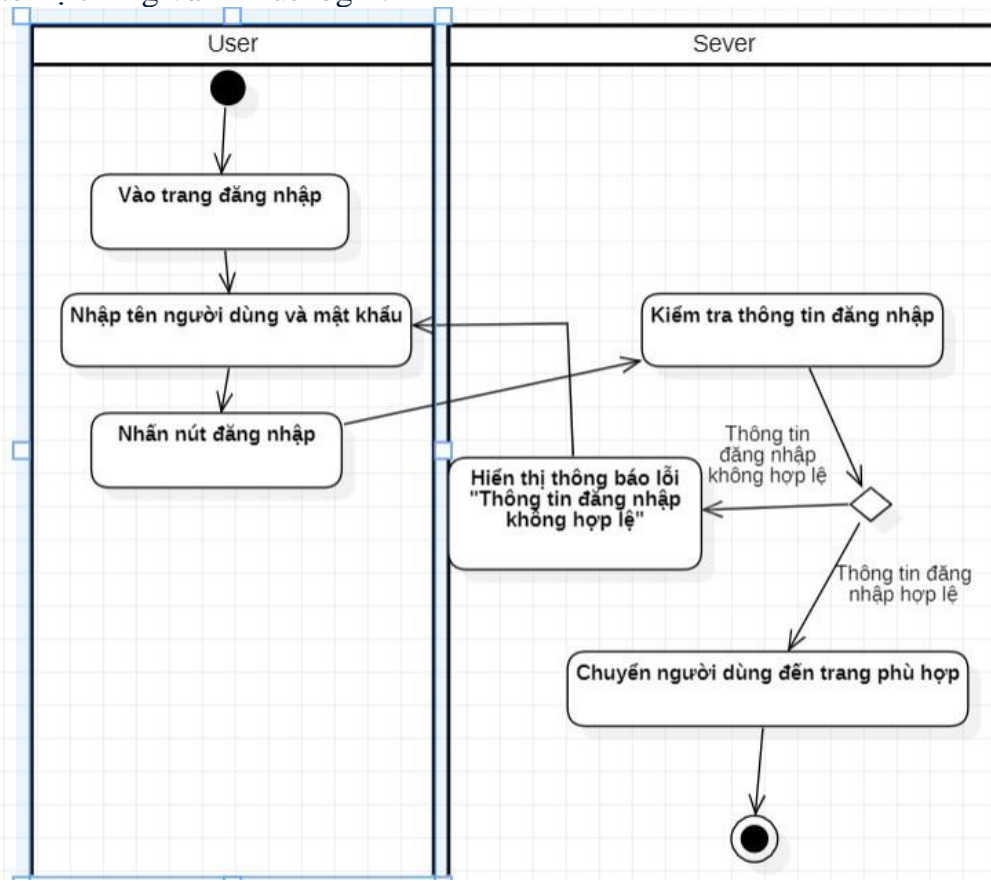 User
Sever
Vào trang đăng nhập
Nhập tên người dùng và mật khẩu
Kiểm tra thông tin đăng nhập
Nhấn nút đăng nhập
Thông tin
đăng nhập
không hợp lệ
Hiển thị thông báo lỗi
"Thông tin đăng nhập
không hợp lệ"
Thông tin đăng
nhập hợp lệ
Chuyển người dùng đến trang phù hợp